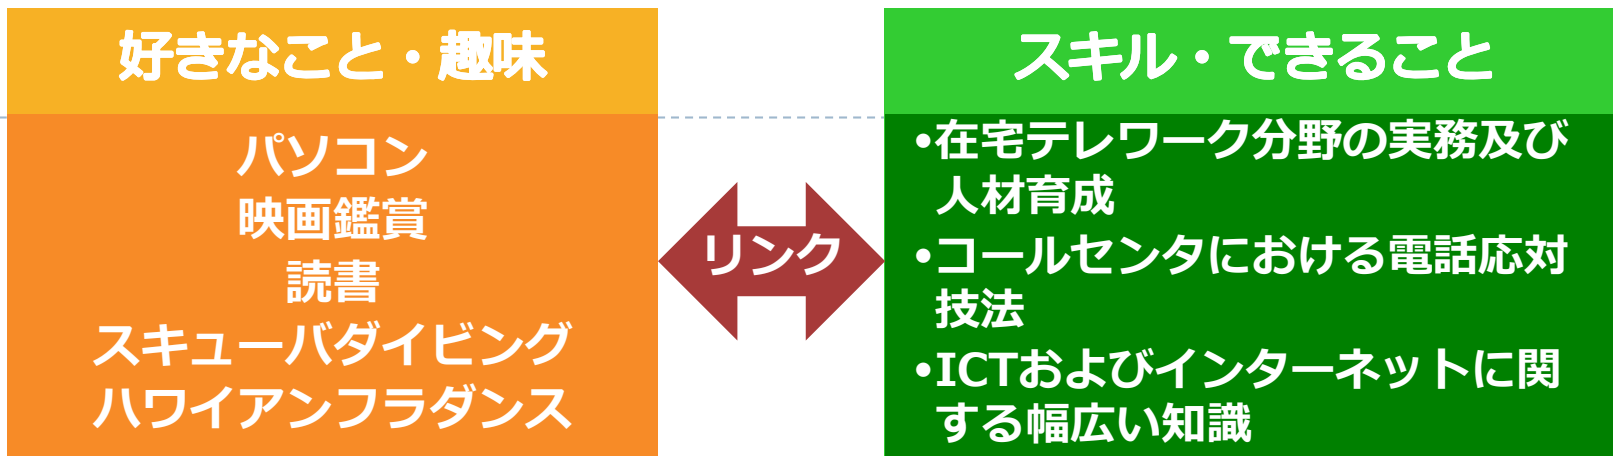 好きなこと・趣味
パソコン
映画鑑賞
読書
スキューバダイビング
ハワイアンフラダンス
リンク
スキル・できること
•在宅テレワーク分野の実務及び
人材育成
•コールセンタにおける電話応対
技法
•ICTおよびインターネットに関
する幅広い知識